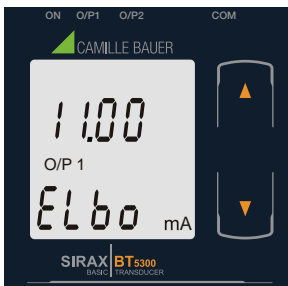 ON O/P1 O/P2 COM
CAMILLE BAUER
11.00
O/P 1
ELbo mA
SIRAX BT5300
BASIC TRANSDUCER